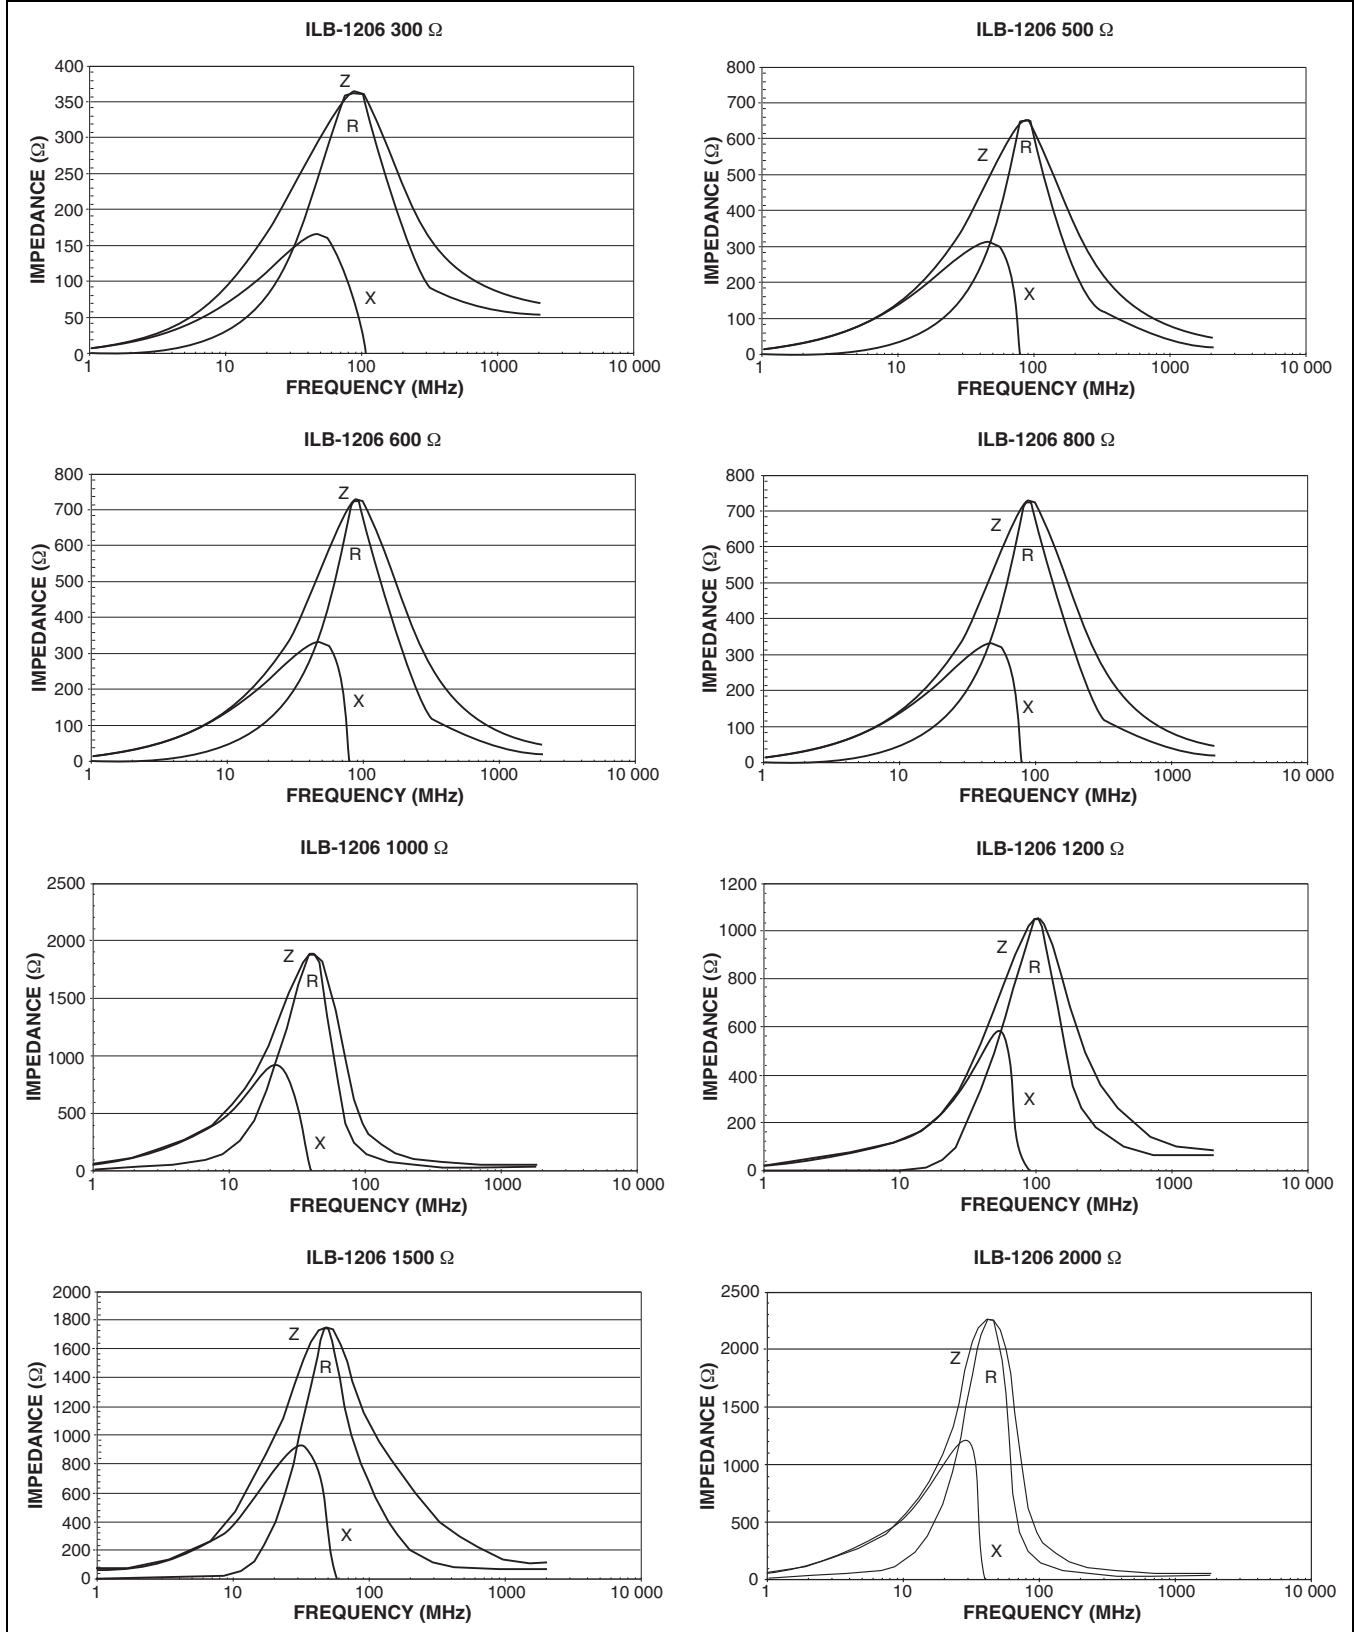 ILB-1206 300 Ω
400
350
300
250
200
150
100
50
0
IMPEDANCE (Ω)
Z
R
X
1 10 100 1000 10 000
FREQUENCY (MHz)
ILB-1206 500 Ω
800
700
600
500
400
300
200
100
0
IMPEDANCE (Ω)
Z
R
X
1 10 100 1000 10 000
FREQUENCY (MHz)
ILB-1206 600 Ω
800
700
600
500
400
300
200
100
0
IMPEDANCE (Ω)
Z
R
X
1 10 100 1000 10 000
FREQUENCY (MHz)
ILB-1206 800 Ω
800
700
600
500
400
300
200
100
0
IMPEDANCE (Ω)
Z
R
X
1 10 100 1000 10 000
FREQUENCY (MHz)
ILB-1206 1000 Ω
2500
2000
1500
1000
500
0
IMPEDANCE (Ω)
Z
R
X
1 10 100 1000 10 000
FREQUENCY (MHz)
ILB-1206 1200 Ω
1200
1000
800
600
400
200
0
IMPEDANCE (Ω)
Z
R
X
1 10 100 1000 10 000
FREQUENCY (MHz)
ILB-1206 1500 Ω
2000
1800
1600
1400
1200
1000
800
600
400
200
0
IMPEDANCE (Ω)
Z
R
X
1 10 100 1000 10 000
FREQUENCY (MHz)
ILB-1206 2000 Ω
2500
2000
1500
1000
500
0
IMPEDANCE (Ω)
Z
R
X
1 10 100 1000 10 000
FREQUENCY (MHz)